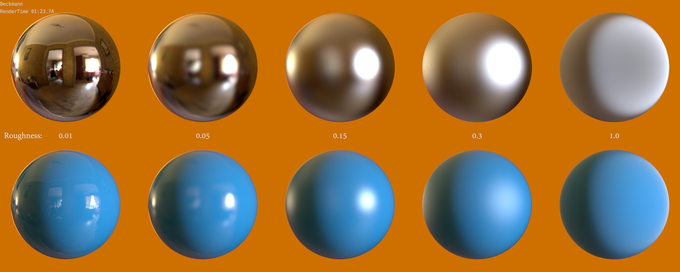 Beckmann
RenderTime 01:23.74
Roughness: 0.01 0.05 0.15 0.3 1.0